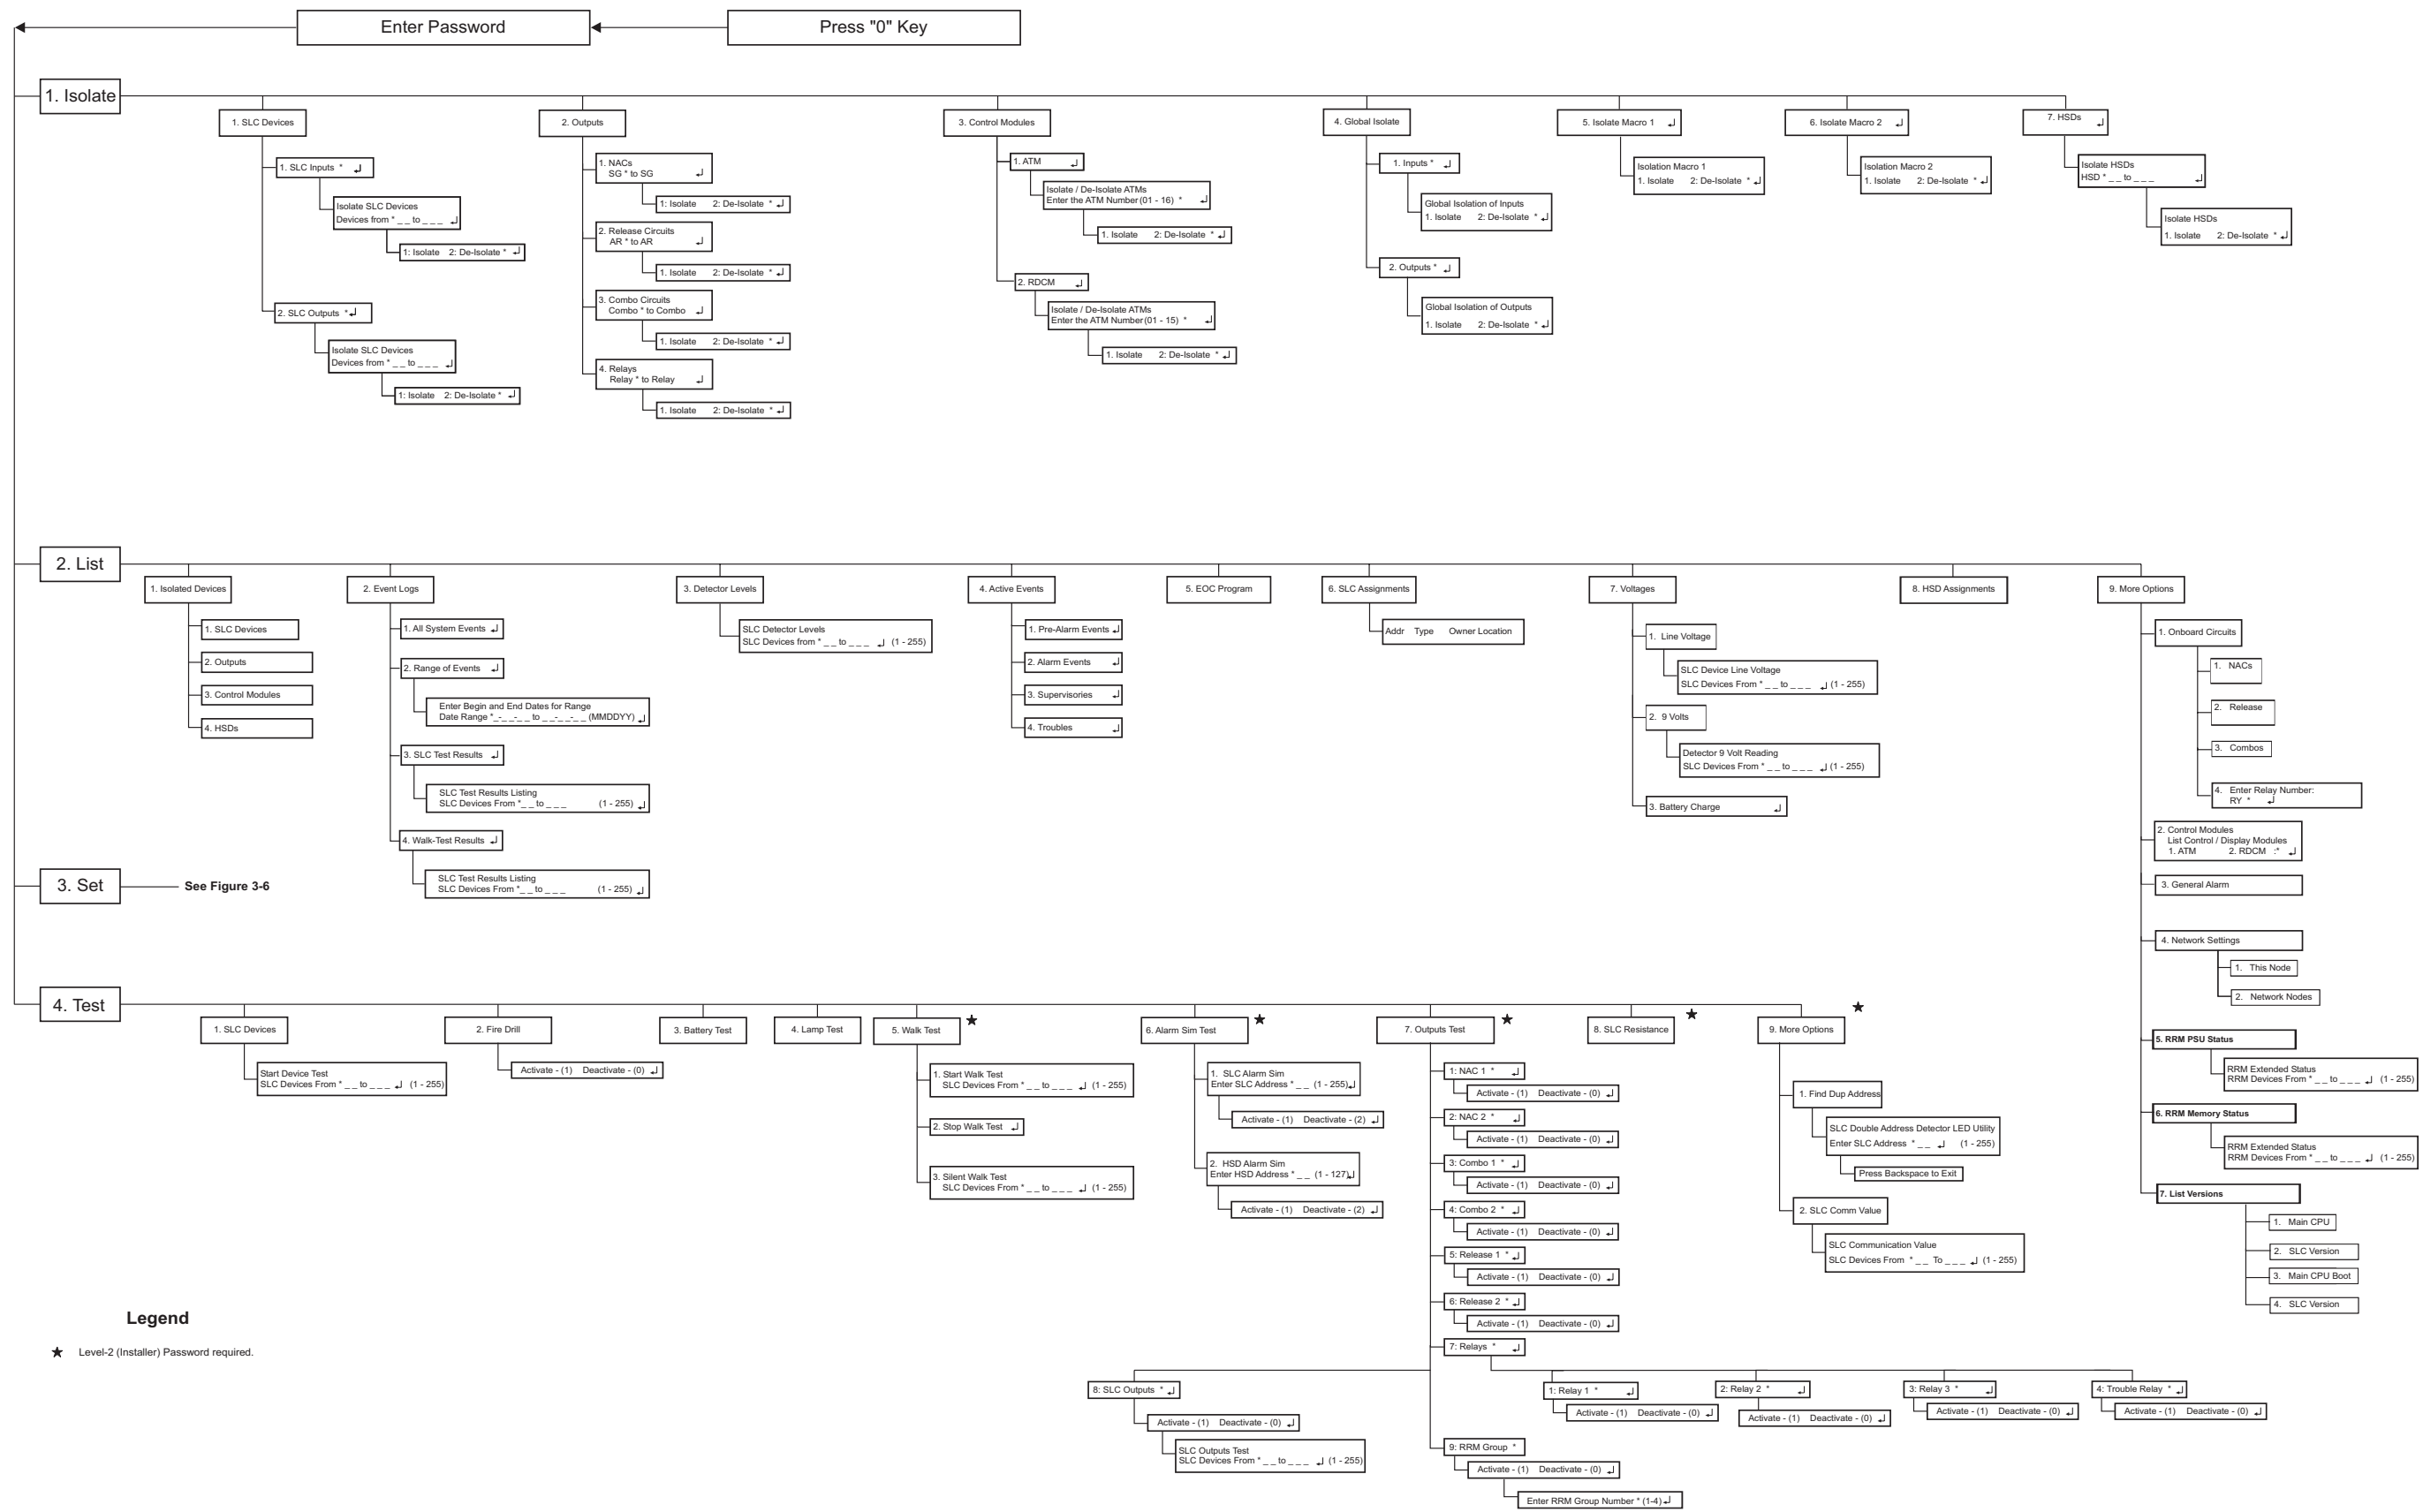 Enter Password
Press "0" Key
1. Isolate
1. SLC Devices
1. SLC Inputs * ↵
Isolate SLC Devices
Devices from * _ _ to _ _ _ ↵
1: Isolate 2: De-Isolate * ↵
2. SLC Outputs * ↵
Isolate SLC Devices
Devices from * _ _ to _ _ _ ↵
1: Isolate 2: De-Isolate * ↵
2. Outputs
1. NACs
SG * to SG ↵
1: Isolate 2: De-Isolate * ↵
2. Release Circuits
AR * to AR ↵
1. Isolate 2: De-Isolate * ↵
3. Combo Circuits
Combo * to Combo ↵
1. Isolate 2: De-Isolate * ↵
4. Relays
Relay * to Relay ↵
1. Isolate 2: De-Isolate * ↵
3. Control Modules
1. ATM ↵
Isolate / De-Isolate ATMs
Enter the ATM Number (01 - 16) * ↵
1. Isolate 2: De-Isolate * ↵
2. RDCM ↵
Isolate / De-Isolate ATMs
Enter the ATM Number (01 - 15) * ↵
1. Isolate 2: De-Isolate * ↵
4. Global Isolate
1. Inputs * ↵
Global Isolation of Inputs
1. Isolate 2: De-Isolate * ↵
2. Outputs * ↵
Global Isolation of Outputs
1. Isolate 2: De-Isolate * ↵
5. Isolate Macro 1 ↵
Isolation Macro 1
1. Isolate 2: De-Isolate * ↵
6. Isolate Macro 2 ↵
Isolation Macro 2
1. Isolate 2: De-Isolate * ↵
7. HSDs ↵
Isolate HSDs
HSD * _ _ to _ _ _ ↵
Isolate HSDs
1. Isolate 2: De-Isolate * ↵
2. List
1. Isolated Devices
1. SLC Devices
2. Outputs
3. Control Modules
4. HSDs
2. Event Logs
1. All System Events ↵
2. Range of Events ↵
Enter Begin and End Dates for Range
Date Range *_-_ _-_ _ to _ _-_ _-_ _ (MMDDYY) ↵
3. SLC Test Results ↵
SLC Test Results Listing
SLC Devices From *_ _ to _ _ _ (1 - 255) ↵
4. Walk-Test Results ↵
SLC Test Results Listing
SLC Devices From *_ _ to _ _ _ (1 - 255) ↵
3. Detector Levels
SLC Detector Levels
SLC Devices from * _ _ to _ _ _ ↵ (1 - 255)
4. Active Events
1. Pre-Alarm Events ↵
2. Alarm Events ↵
3. Supervisories ↵
4. Troubles ↵
5. EOC Program
6. SLC Assignments
Addr Type Owner Location
7. Voltages
1. Line Voltage
SLC Device Line Voltage
SLC Devices From * _ _ to _ _ _ ↵ (1 - 255)
2. 9 Volts
Detector 9 Volt Reading
SLC Devices From * _ _ to _ _ _ ↵ (1 - 255)
3. Battery Charge ↵
8. HSD Assignments
9. More Options
1. Onboard Circuits
1. NACs
2. Release
3. Combos
4. Enter Relay Number:
RY * ↵
2. Control Modules
List Control / Display Modules
1. ATM 2. RDCM :* ↵
3. General Alarm
4. Network Settings
1. This Node
2. Network Nodes
5. RRM PSU Status
RRM Extended Status
RRM Devices From * _ _ to _ _ _ ↵ (1 - 255)
6. RRM Memory Status
RRM Extended Status
RRM Devices From * _ _ to _ _ _ ↵ (1 - 255)
7. List Versions
1. Main CPU
2. SLC Version
3. Main CPU Boot
4. SLC Version
3. Set
See Figure 3-6
4. Test
1. SLC Devices
Start Device Test
SLC Devices From * _ _ to _ _ _ ↵ (1 - 255)
2. Fire Drill
Activate - (1) Deactivate - (0) ↵
3. Battery Test
4. Lamp Test
5. Walk Test ★
1. Start Walk Test
SLC Devices From * _ _ to _ _ _ ↵ (1 - 255)
2. Stop Walk Test ↵
3. Silent Walk Test
SLC Devices From * _ _ to _ _ _ ↵ (1 - 255)
6. Alarm Sim Test ★
1. SLC Alarm Sim
Enter SLC Address * _ _ (1 - 255) ↵
Activate - (1) Deactivate - (2) ↵
2. HSD Alarm Sim
Enter HSD Address * _ _ (1 - 127) ↵
Activate - (1) Deactivate - (2) ↵
7. Outputs Test ★
1: NAC 1 * ↵
Activate - (1) Deactivate - (0) ↵
2: NAC 2 * ↵
Activate - (1) Deactivate - (0) ↵
3: Combo 1 * ↵
Activate - (1) Deactivate - (0) ↵
4: Combo 2 * ↵
Activate - (1) Deactivate - (0) ↵
5: Release 1 * ↵
Activate - (1) Deactivate - (0) ↵
6: Release 2 * ↵
Activate - (1) Deactivate - (0) ↵
7: Relays * ↵
1: Relay 1 * ↵
Activate - (1) Deactivate - (0) ↵
2: Relay 2 * ↵
Activate - (1) Deactivate - (0) ↵
3: Relay 3 * ↵
Activate - (1) Deactivate - (0) ↵
4: Trouble Relay * ↵
Activate - (1) Deactivate - (0) ↵
8: SLC Outputs * ↵
Activate - (1) Deactivate - (0) ↵
SLC Outputs Test
SLC Devices From * _ _ to _ _ _ ↵ (1 - 255)
9: RRM Group *
Activate - (1) Deactivate - (0) ↵
Enter RRM Group Number * (1-4) ↵
8. SLC Resistance ★
9. More Options ★
1. Find Dup Address
SLC Double Address Detector LED Utility
Enter SLC Address * _ _ ↵ (1 - 255)
Press Backspace to Exit
2. SLC Comm Value
SLC Communication Value
SLC Devices From * _ _ To _ _ _ ↵ (1 - 255)
Legend
★ Level-2 (Installer) Password required.